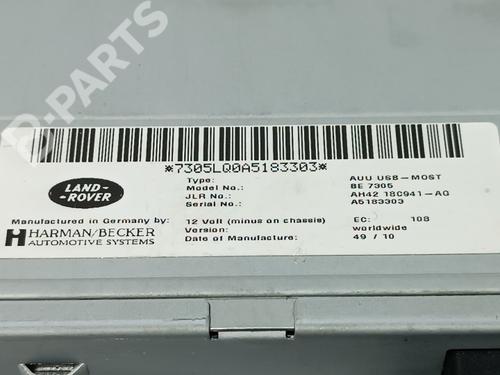 B-PARTS
*7305LQ0A5183303*
LAND-ROVER
Type: AUU USB-MOST
Model No.: BE 7305
JLR No.: AH42 18C941-AG
Serial No.: A5183303
Manufactured in Germany by:
HARMAN/BECKER
AUTOMOTIVE SYSTEMS
12 Volt (minus on chassis) EC: 108
Version: worldwide
Date of Manufacture: 49 / 10